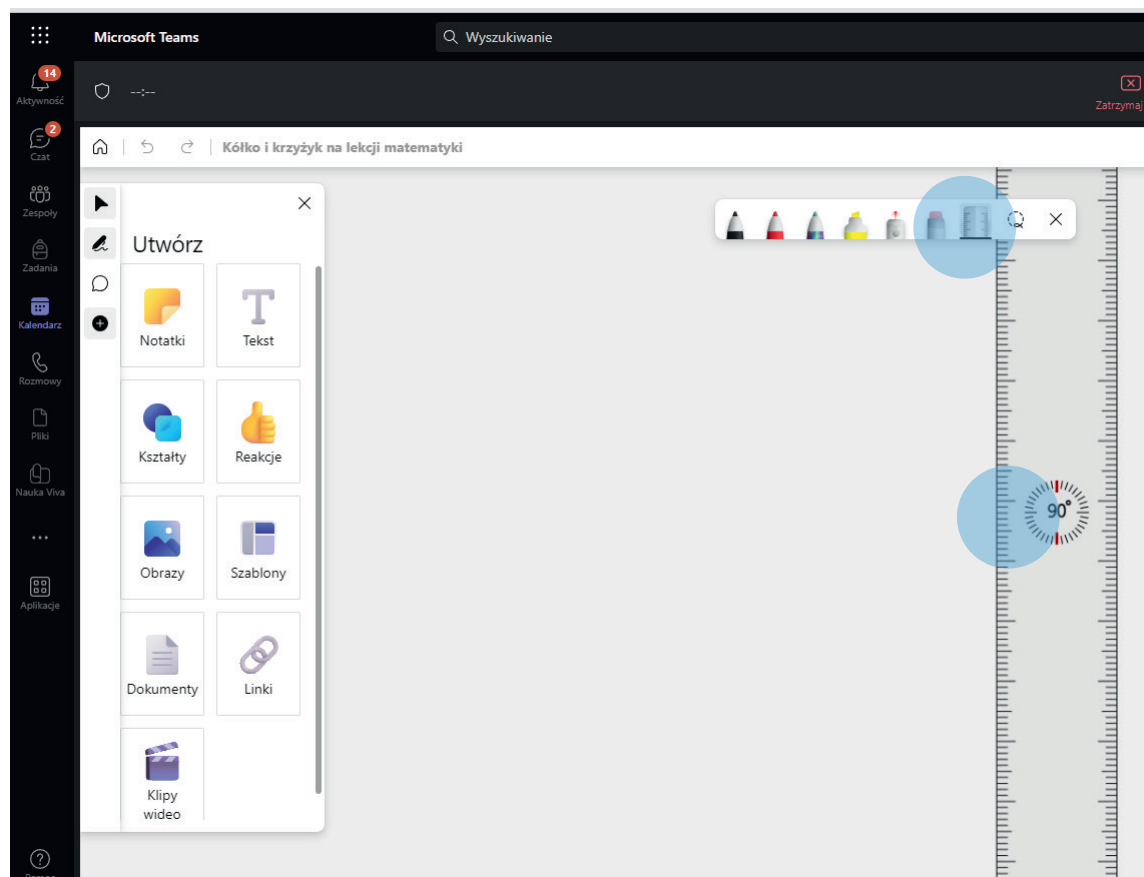 Microsoft Teams
Wyszukiwanie
14
Aktywność
--:--
Zatrzymaj
2
Czat
Kółko i krzyżyk na lekcji matematyki
Zespoły
Zadania
Kalendarz
Rozmowy
Pliki
Nauka Viva
Aplikacje
Utwórz
Notatki
Tekst
Kształty
Reakcje
Obrazy
Szablony
Dokumenty
Linki
Klipy
wideo
90°